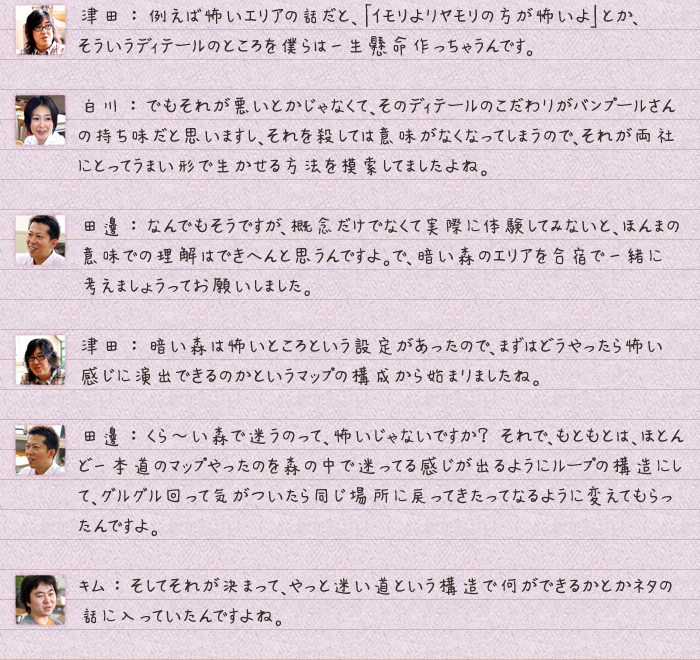 津田：例えば怖いエリアの話だと、「イモリよりヤモリの方が怖いよ」とか、
そういうディテールのところを僕らは一生懸命作っちゃうんです。
白川：でもそれが悪いとかじゃなくて、そのディテールのこだわりがバンプールさん
の持ち味だと思いますし、それを殺しては意味がなくなってしまうので、それが両社
にとってうまい形で生かせる方法を模索してましたよね。
田邊：なんでもそうですが、概念だけでなくて実際に体験してみないと、ほんまの
意味での理解はできへんと思うんですよ。で、暗い森のエリアを合宿で一緒に
考えましょうってお願いしました。
津田：暗い森は怖いところという設定があったので、まずはどうやったら怖い
感じに演出できるのかというマップの構成から始まりましたね。
田邊：くら～い森で迷うのって、怖いじゃないですか？それで、もともとは、ほとん
ど一本道のマップやったのを森の中で迷ってる感じが出るようにループの構造にし
て、グルグル回って気がついたら同じ場所に戻ってきたってなるように変えてもらっ
たんですよ。
キム：そしてそれが決まって、やっと迷い道という構造で何ができるかとかネタの
話に入っていたんですよね。